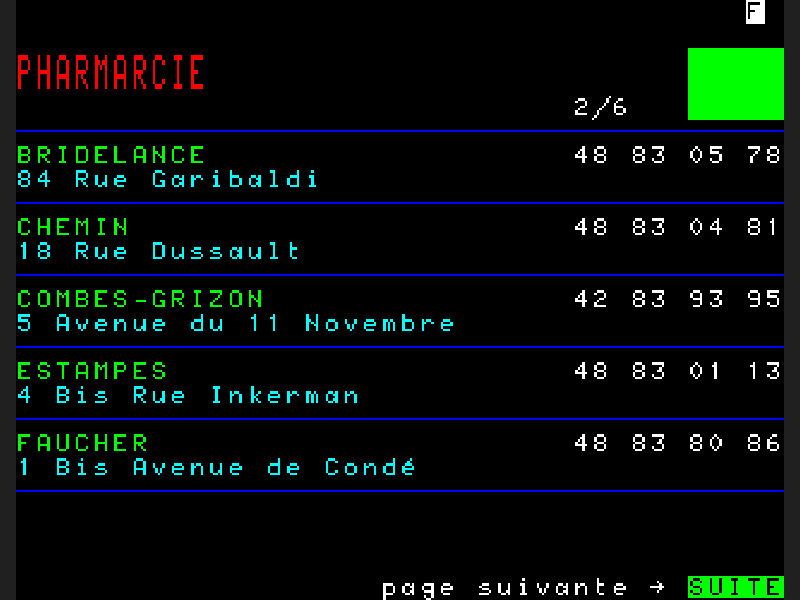 F
PHARMARCIE
2/6
BRIDELANCE 48 83 05 78
84 Rue Garibaldi
CHEMIN 48 83 04 81
18 Rue Dussault
COMBES-GRIZON 42 83 93 95
5 Avenue du 11 Novembre
ESTAMPES 48 83 01 13
4 Bis Rue Inkerman
FAUCHER 48 83 80 86
1 Bis Avenue de Condé
page suivante → SUITE